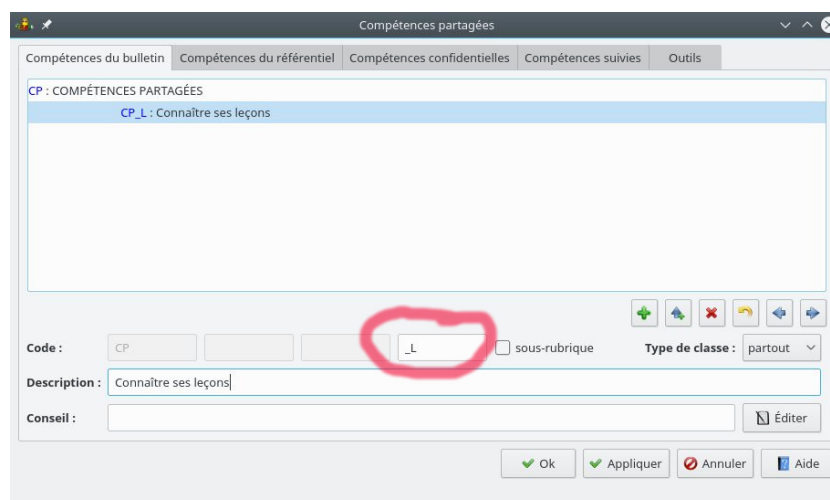 Compétences partagées
Compétences du bulletin Compétences du référentiel Compétences confidentielles Compétences suivies Outils
CP : COMPÉTENCES PARTAGÉES
CP_L : Connaître ses leçons
Code : CP _L sous-rubrique Type de classe : partout
Description : Connaître ses leçons
Conseil : Éditer
Ok Appliquer Annuler Aide